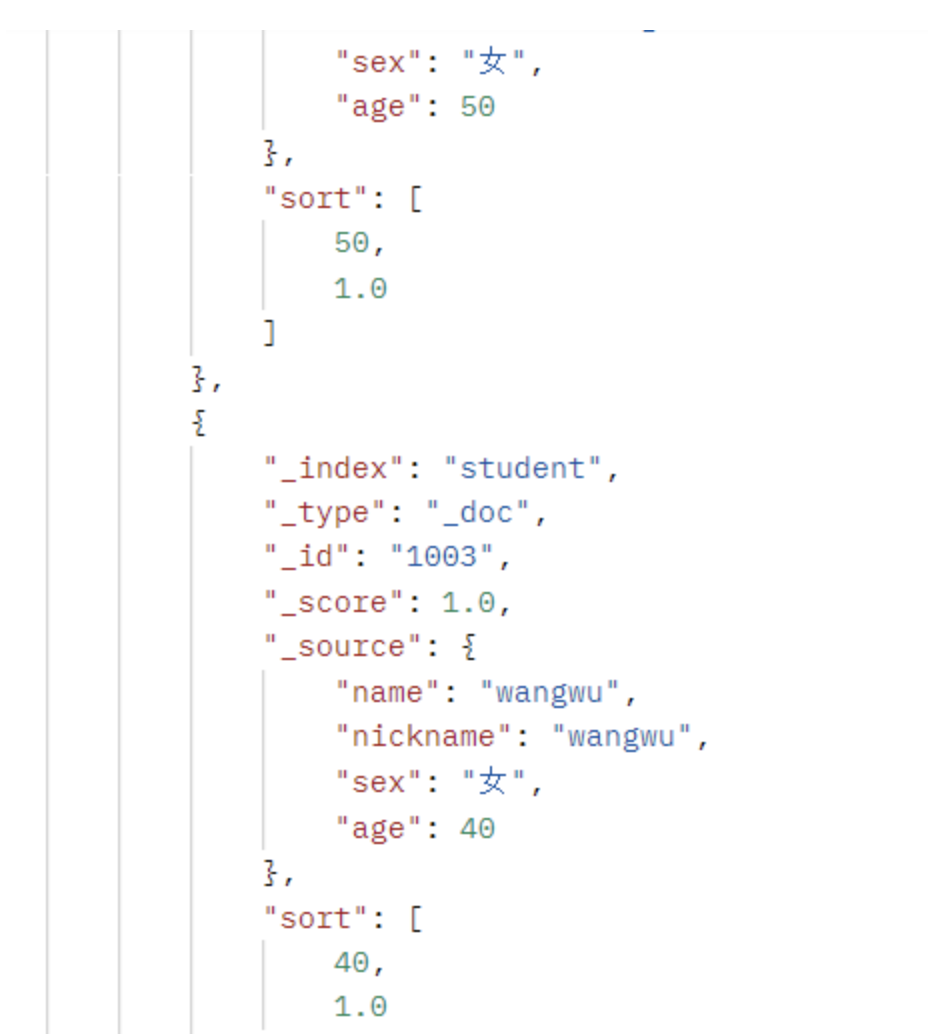 "sex": "女",
"age": 50
},
"sort": [
50,
1.0
]
},
{
"_index": "student",
"_type": "_doc",
"_id": "1003",
"_score": 1.0,
"_source": {
"name": "wangwu",
"nickname": "wangwu",
"sex": "女",
"age": 40
},
"sort": [
40,
1.0